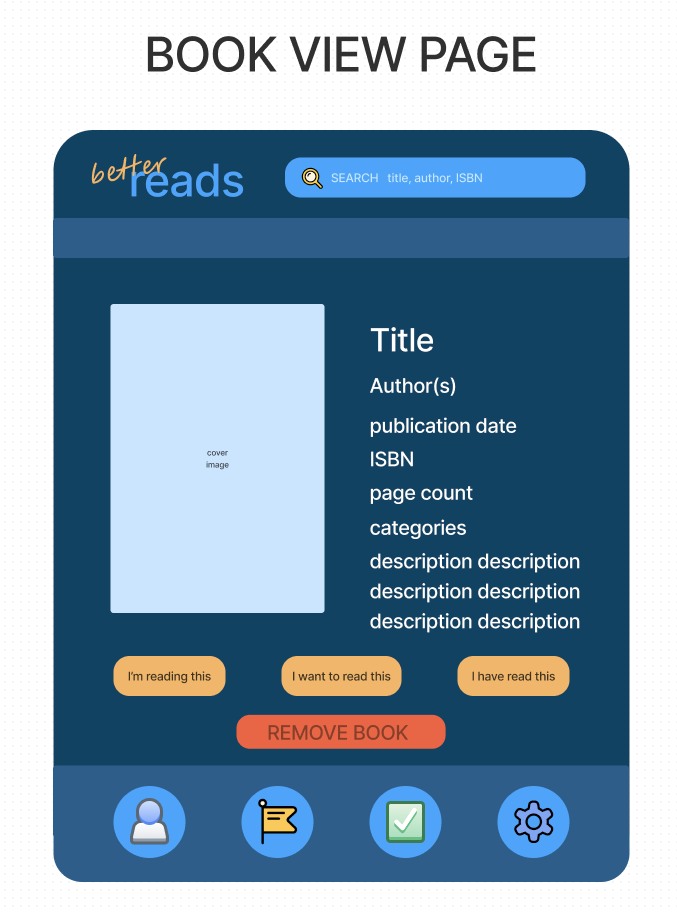 BOOK VIEW PAGE
better
reads
SEARCH title, author, ISBN
cover
image
Title
Author(s)
publication date
ISBN
page count
categories
description description
description description
description description
I'm reading this
I want to read this
I have read this
REMOVE BOOK